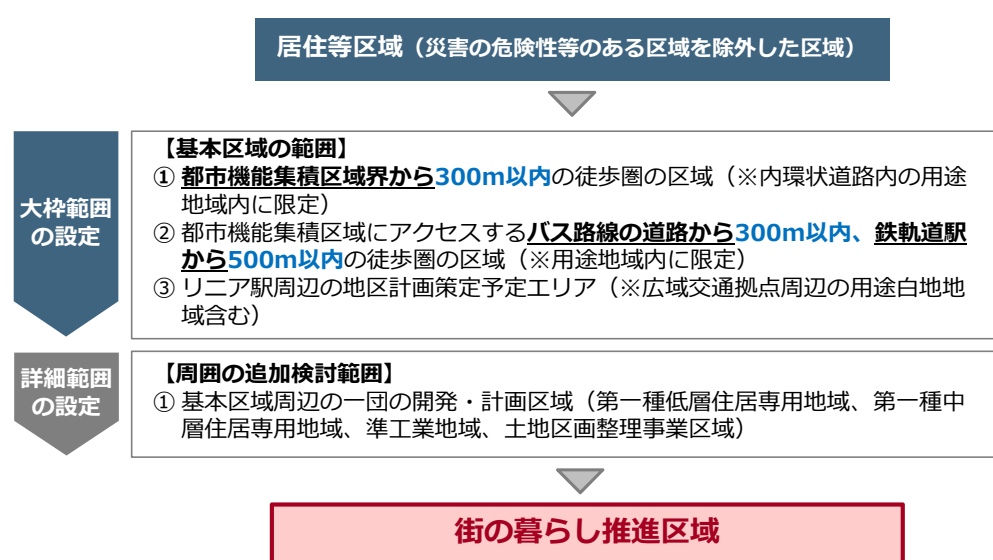 居住等区域（災害の危険性等のある区域を除外した区域）
大枠範囲
の設定
【基本区域の範囲】
① 都市機能集積区域界から300m以内の徒歩圏の区域（※内環状道路内の用途
地域内に限定）
② 都市機能集積区域にアクセスするバス路線の道路から300m以内、鉄軌道駅
から500m以内の徒歩圏の区域（※用途地域内に限定）
③ リニア駅周辺の地区計画策定予定エリア（※広域交通拠点周辺の用途白地地
域含む）
詳細範囲
の設定
【周囲の追加検討範囲】
① 基本区域周辺の一団の開発・計画区域（第一種低層住居専用地域、第一種中
層住居専用地域、準工業地域、土地区画整理事業区域）
街の暮らし推進区域